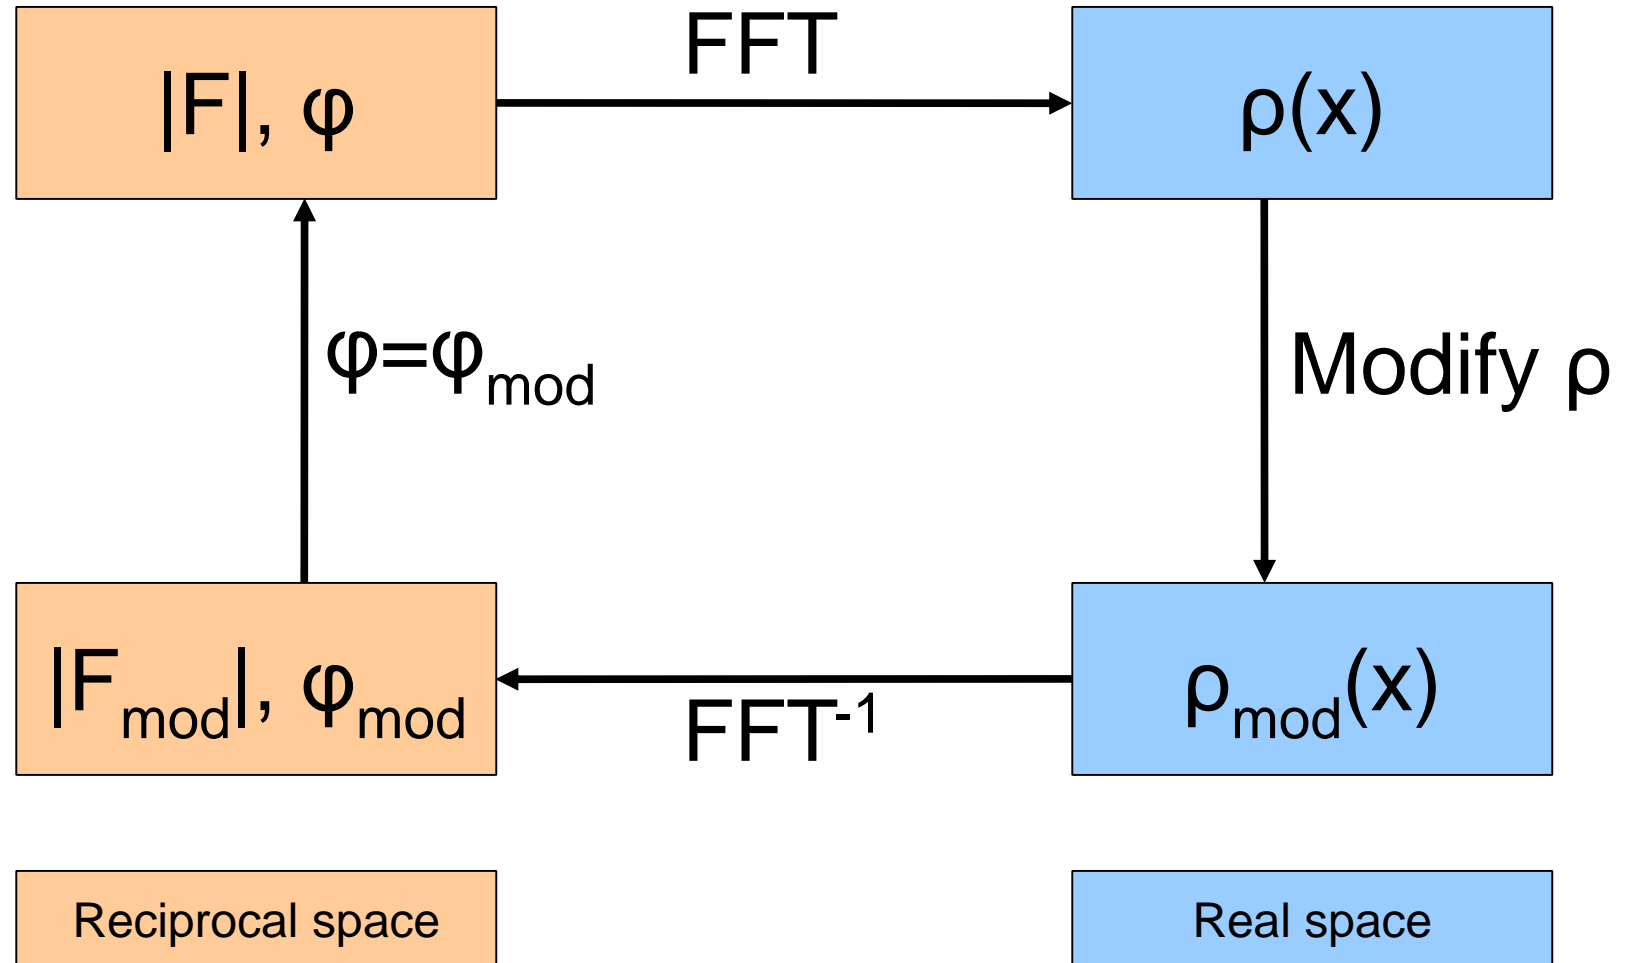 FFT
|F|, φ
ρ(x)
φ=φmod
Modify ρ
|Fmod|, φmod
ρmod(x)
FFT-1
Reciprocal space
Real space